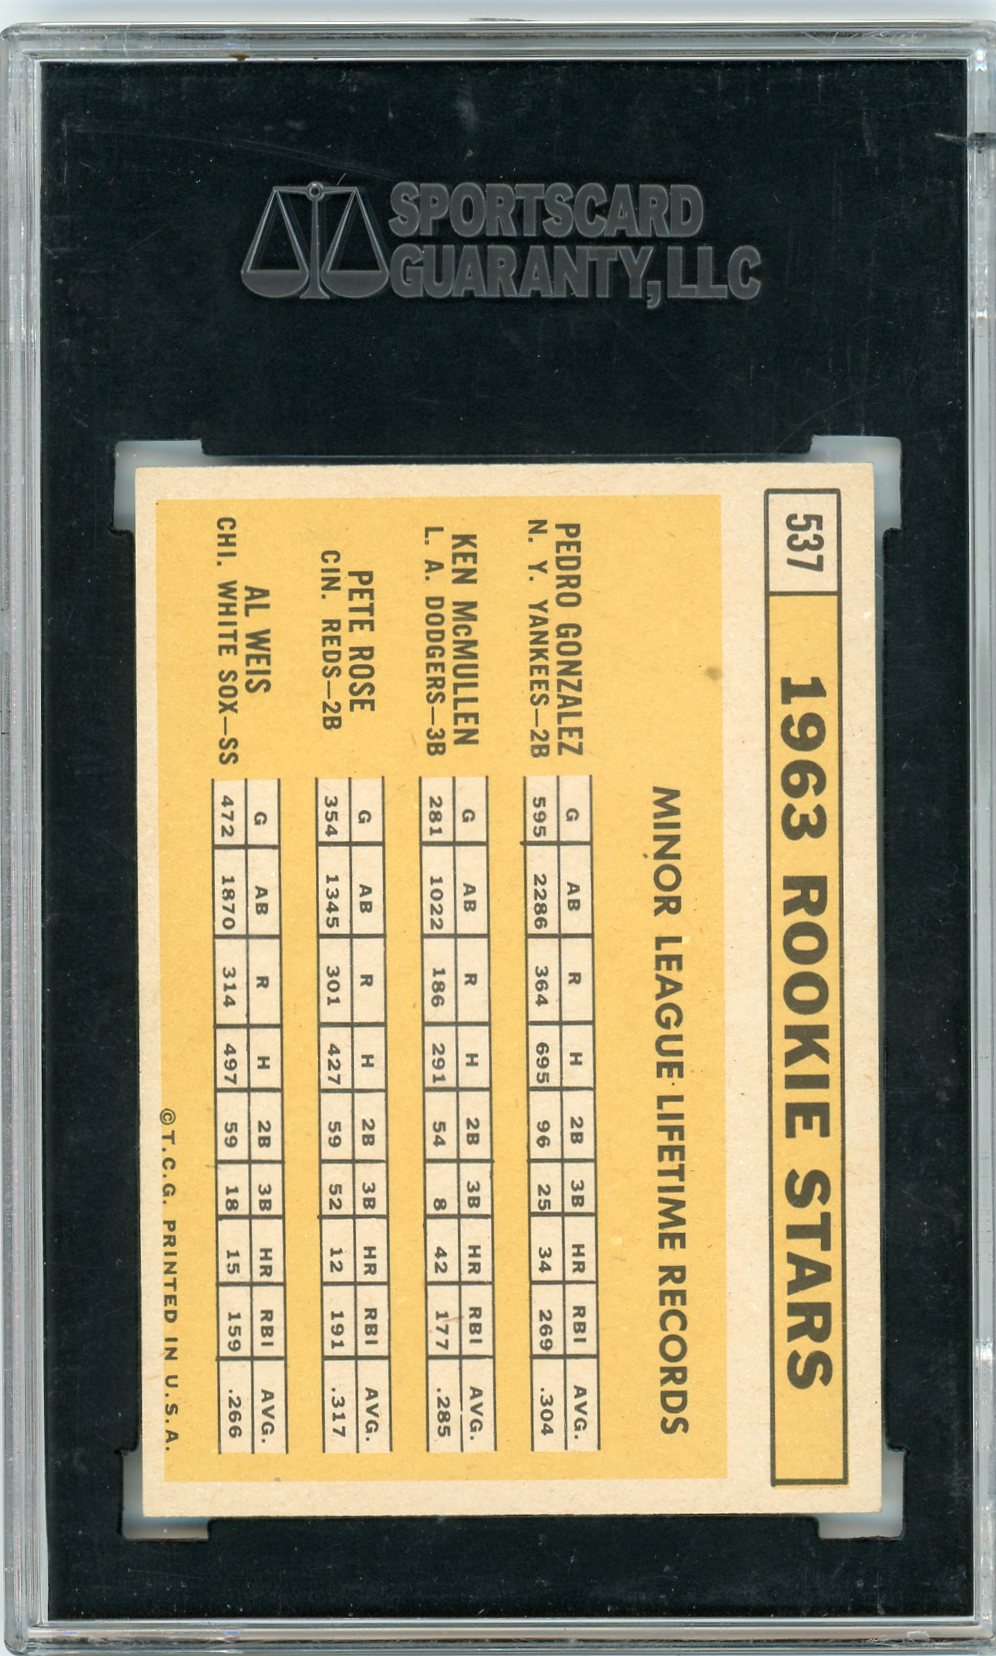 SPORTSCARD
GUARANTY, LLC
537 1963 ROOKIE STARS
MINOR LEAGUE LIFETIME RECORDS
PEDRO GONZALEZ
N. Y. YANKEES—2B
G AB R H 2B 3B HR RBI AVG.
595 2286 364 695 96 25 34 269 .304
KEN McMULLEN
L. A. DODGERS—3B
G AB R H 2B 3B HR RBI AVG.
281 1022 186 291 54 8 42 177 .285
PETE ROSE
CIN. REDS—2B
G AB R H 2B 3B HR RBI AVG.
354 1345 301 427 59 52 12 191 .317
AL WEIS
CHI. WHITE SOX—SS
G AB R H 2B 3B HR RBI AVG.
472 1870 314 497 59 18 15 159 .266
©T.C.G. PRINTED IN U.S.A.